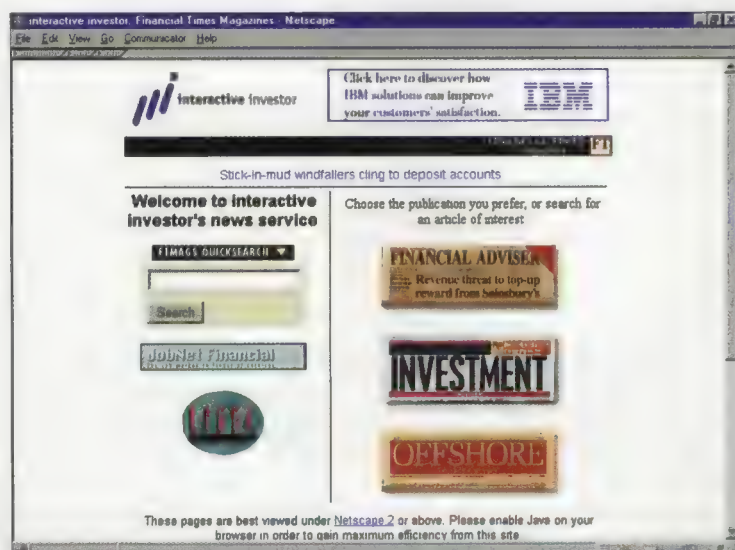 interactive investor, Financial Times Magazines - Netscape
File Edit View Go Communicator Help
interactive investor
Click here to discover how
IBM solutions can improve
your customers' satisfaction.
IBM
FT
Stick-in-mud windfallers cling to deposit accounts
Welcome to interactive
investor's news service
FTMAGS QUICKSEARCH
Search
JobNet Financial
Choose the publication you prefer, or search for
an article of interest
FINANCIAL ADVISER
Revenue threat to top-up
reward from Sainsbury's
INVESTMENT
OFFSHORE
These pages are best viewed under Netscape 2 or above. Please enable Java on your
browser in order to gain maximum efficiency from this site